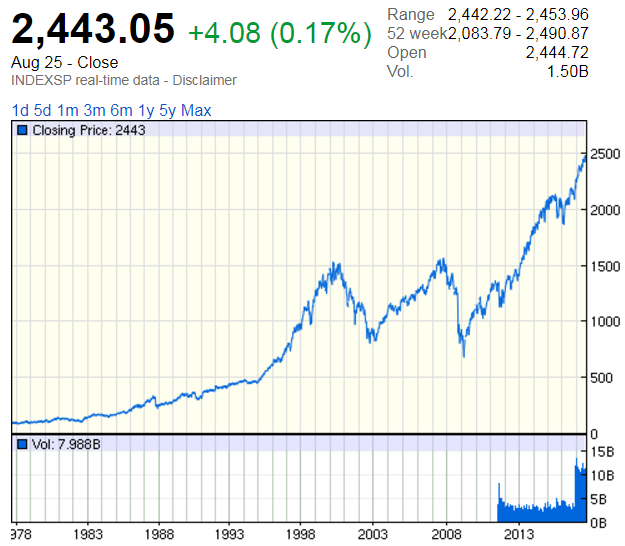 2,443.05 +4.08 (0.17%)
Aug 25 - Close
INDEXSP real-time data - Disclaimer
Range 2,442.22 - 2,453.96
52 week 2,083.79 - 2,490.87
Open 2,444.72
Vol. 1.50B
1d 5d 1m 3m 6m 1y 5y Max
Closing Price: 2443
2500
2000
1500
1000
500
0
Vol: 7.988B
15B
10B
5B
0B
978 1983 1988 1993 1998 2003 2008 2013